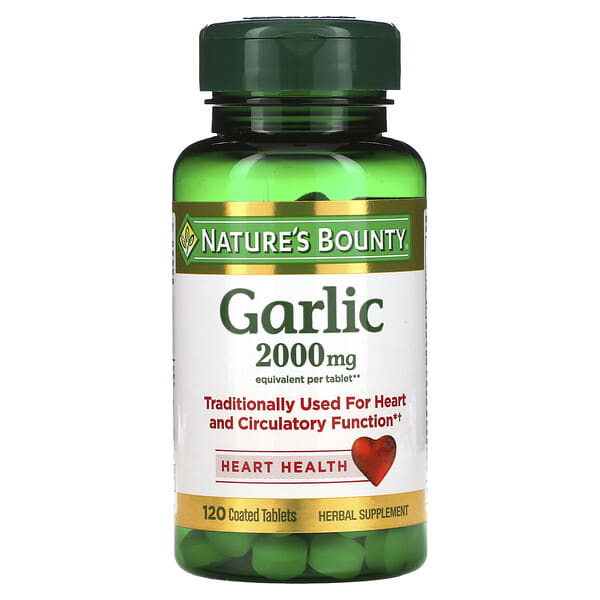 NATURE'S BOUNTY®
Garlic
2000mg
equivalent per tablet**
Traditionally Used For Heart
and Circulatory Function*†
HEART HEALTH
120 Coated Tablets HERBAL SUPPLEMENT